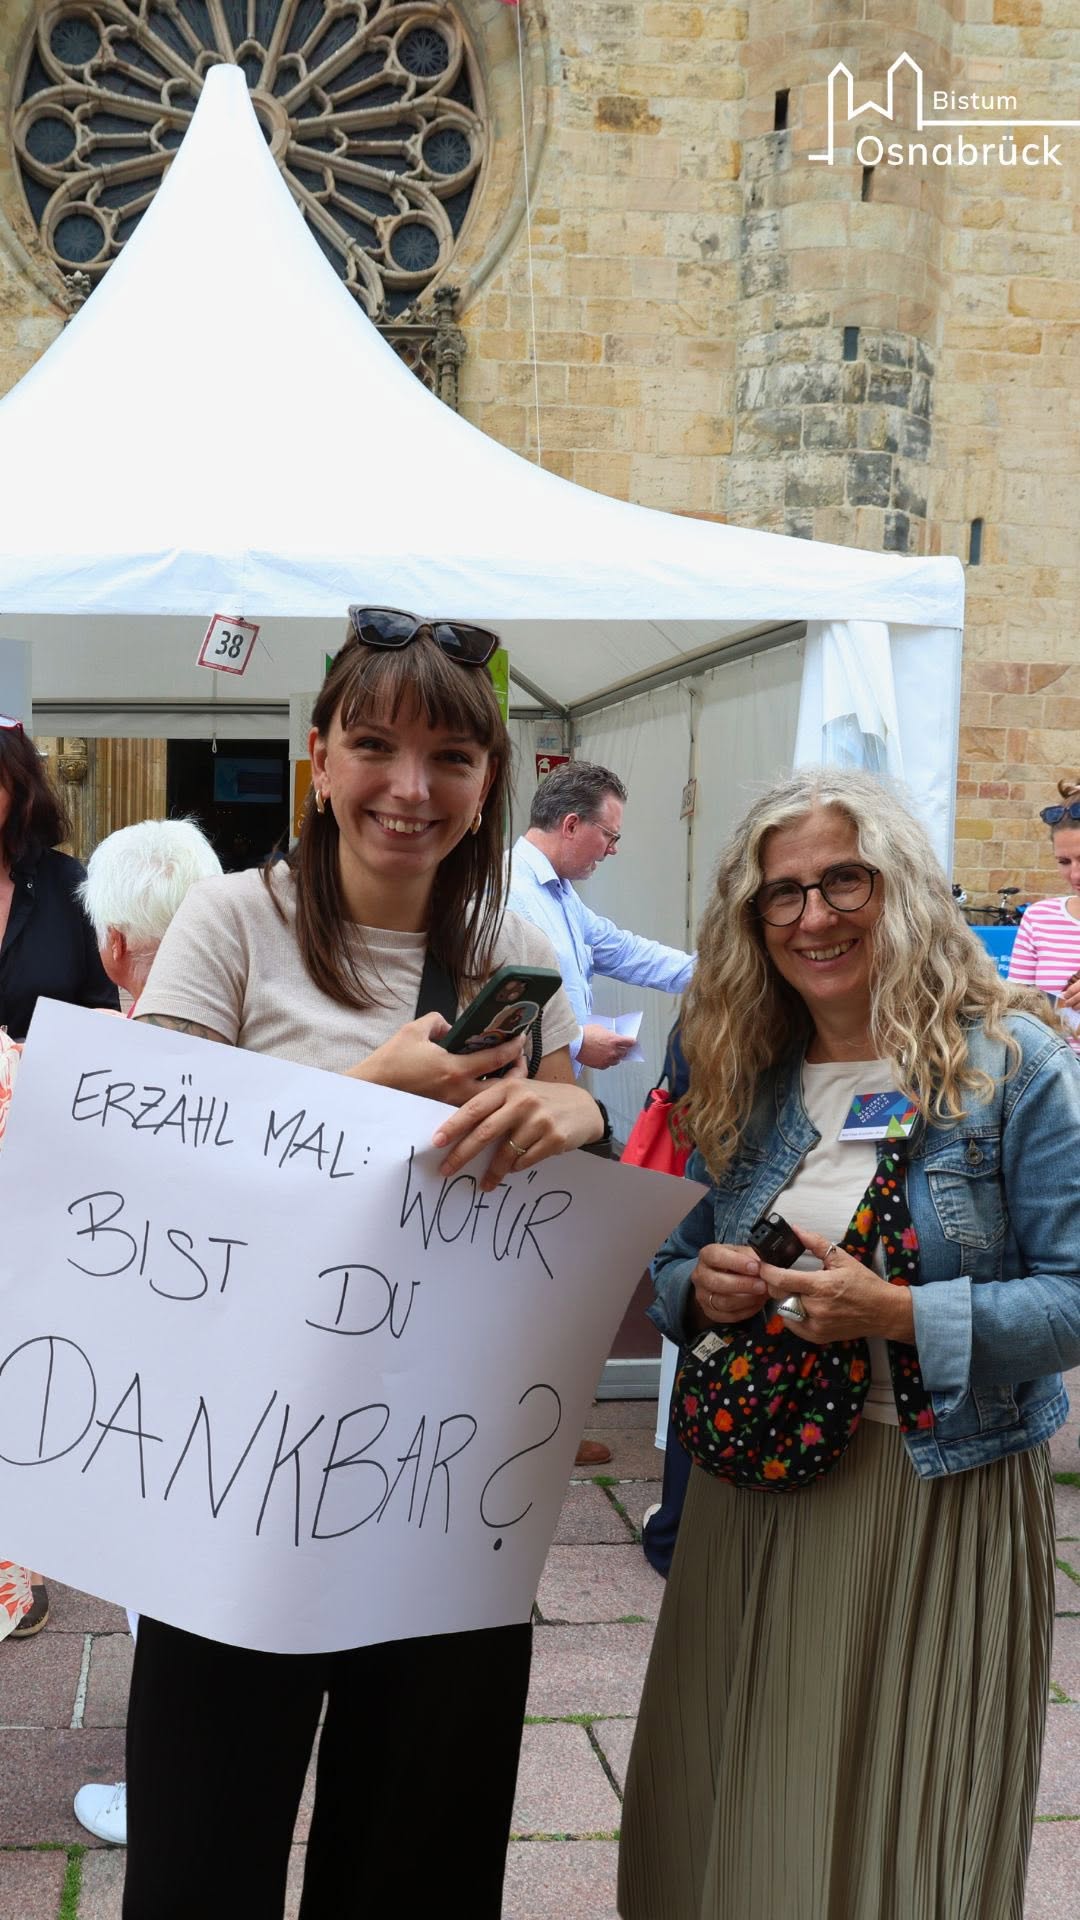 Bistum
Osnabrück
38
ERZÄHL MAL: WOFÜR
BIST DU
DANKBAR?